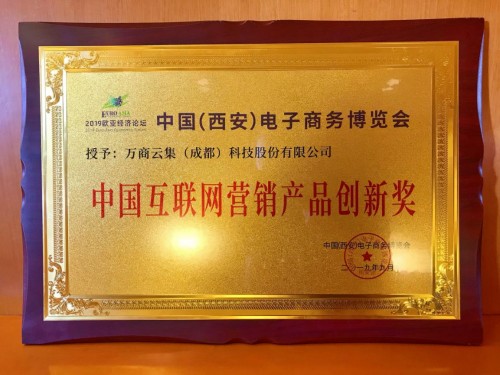 2019欧亚经济论坛
中国(西安)电子商务博览会
授予：万商云集（成都）科技股份有限公司
中国互联网营销产品创新奖
中国(西安)电子商务博览会
二〇一九年九月